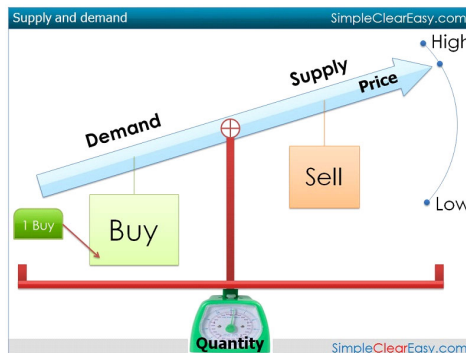 Supply and demand
SimpleClearEasy.com
High
Supply
Price
Demand
Sell
Low
1 Buy
Buy
Quantity
SimpleClearEasy.com